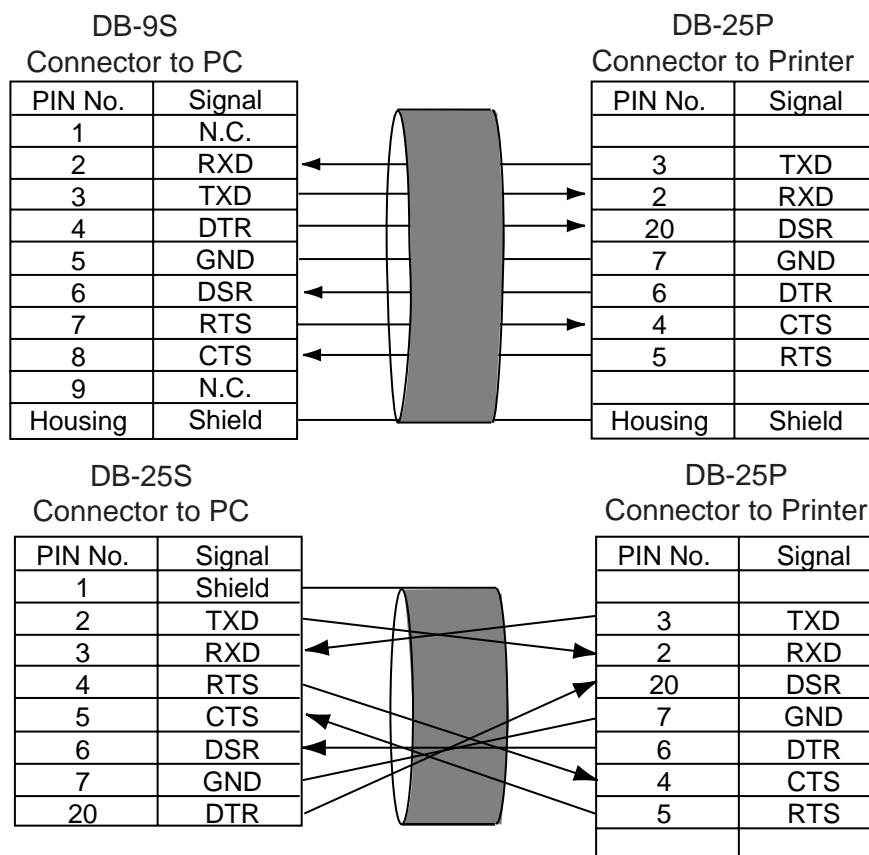 DB-9S
Connector to PC
DB-25P
Connector to Printer
PIN No. Signal PIN No. Signal
1 N.C.
2 RXD 3 TXD
3 TXD 2 RXD
4 DTR 20 DSR
5 GND 7 GND
6 DSR 6 DTR
7 RTS 4 CTS
8 CTS 5 RTS
9 N.C.
Housing Shield Housing Shield
DB-25S
Connector to PC
DB-25P
Connector to Printer
PIN No. Signal PIN No. Signal
1 Shield
2 TXD 3 TXD
3 RXD 2 RXD
4 RTS 20 DSR
5 CTS 7 GND
6 DSR 6 DTR
7 GND 4 CTS
20 DTR 5 RTS